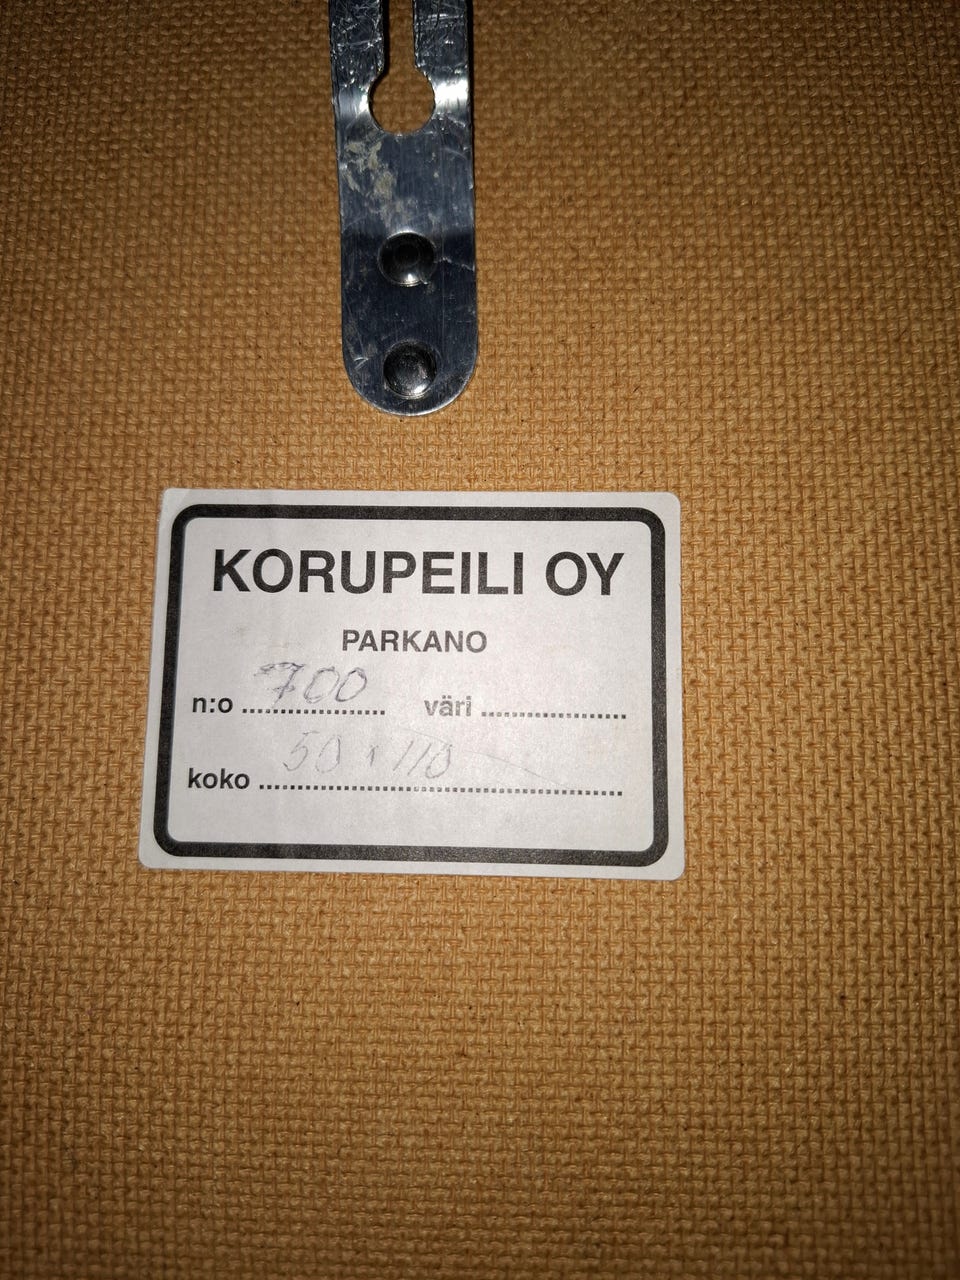 KORUPEILI OY
PARKANO
n:o 700 väri
koko 50 x 110